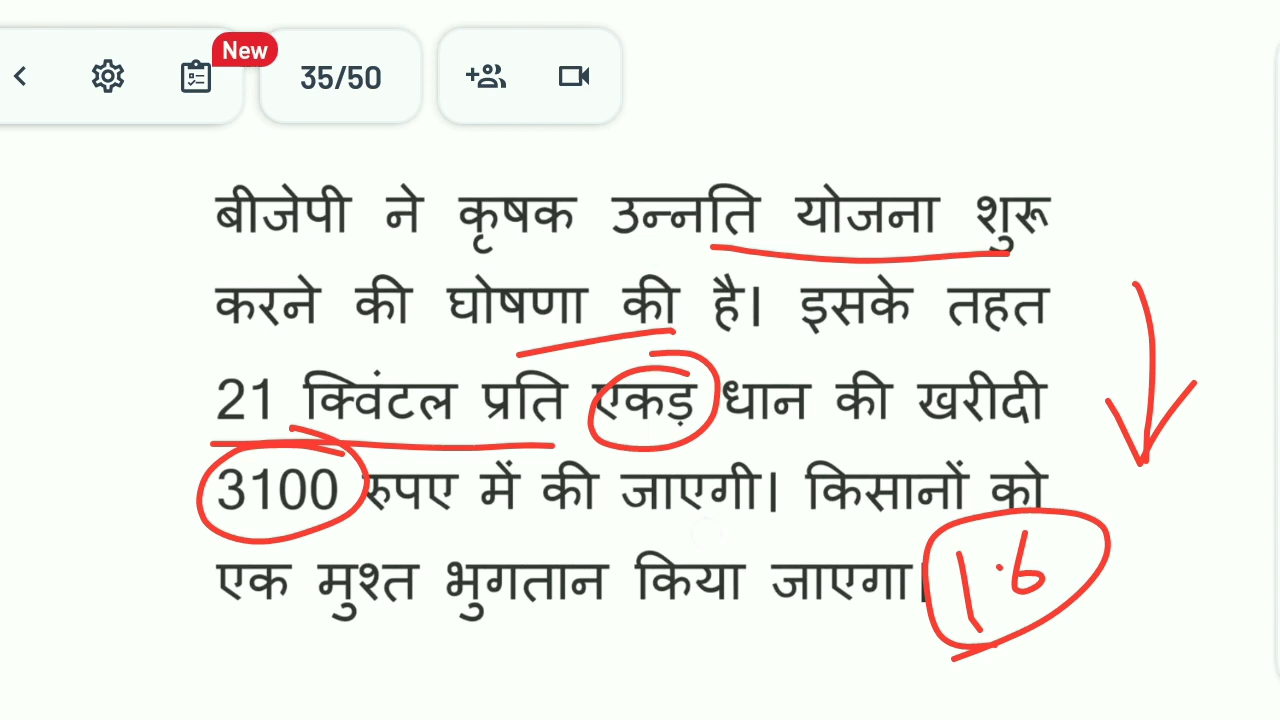 New
35/50
बीजेपी ने कृषक उन्नति योजना शुरू
करने की घोषणा की है। इसके तहत
21 क्विंटल प्रति एकड़ धान की खरीदी
3100 रुपए में की जाएगी। किसानों को
एक मुश्त भुगतान किया जाएगा।
1.6